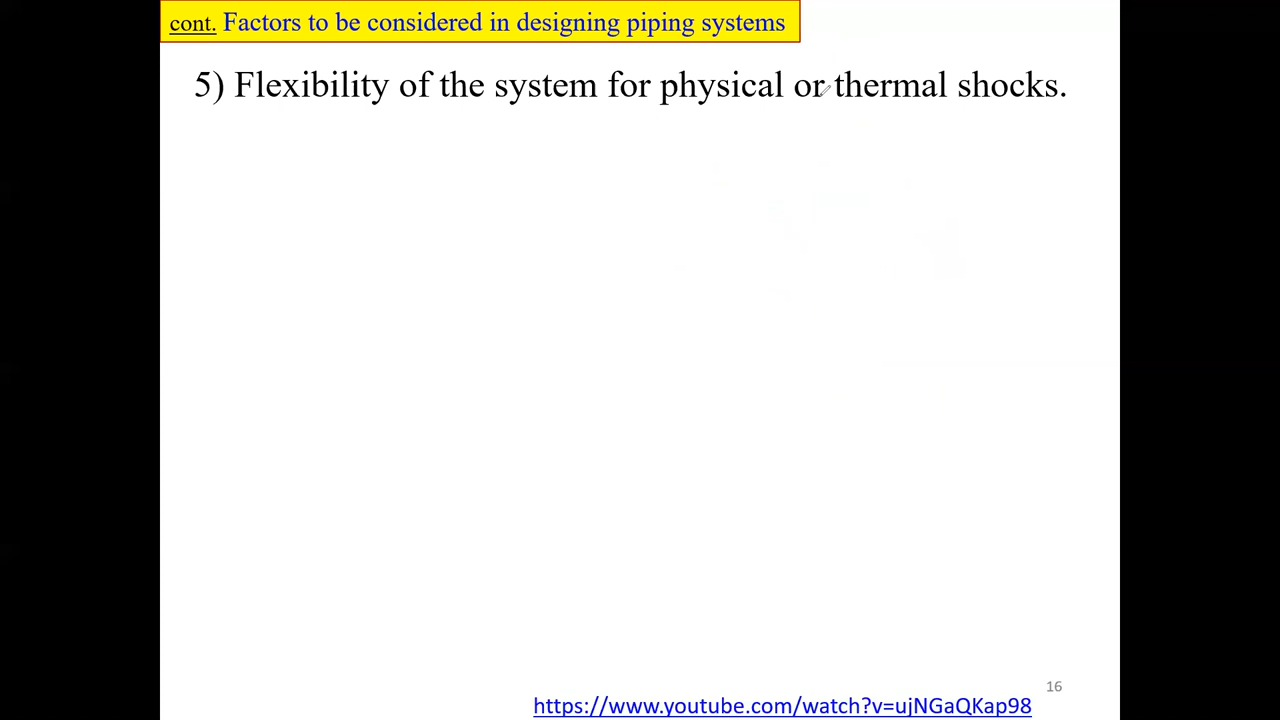 cont. Factors to be considered in designing piping systems
5) Flexibility of the system for physical or thermal shocks.
16
https://www.youtube.com/watch?v=ujNGaQKap98